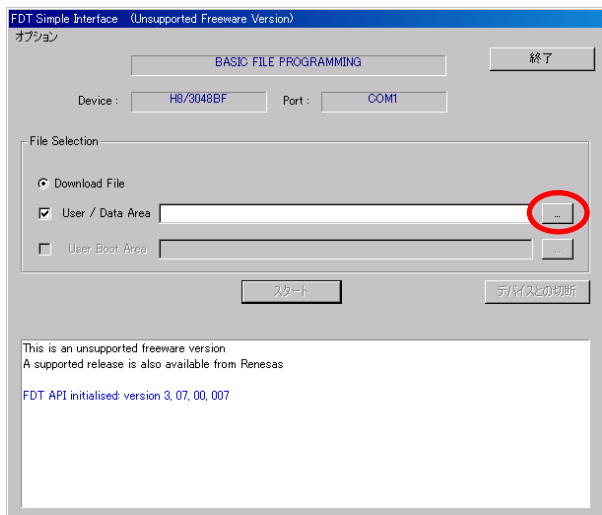 FDT Simple Interface (Unsupported Freeware Version)
オプション
BASIC FILE PROGRAMMING
終了
Device :
H8/3048BF
Port :
COM1
File Selection
Download File
User / Data Area
...
User Boot Area
...
スタート
デバイスとの切断
This is an unsupported freeware version
A supported release is also available from Renesas
FDT API initialised: version 3, 07, 00, 007